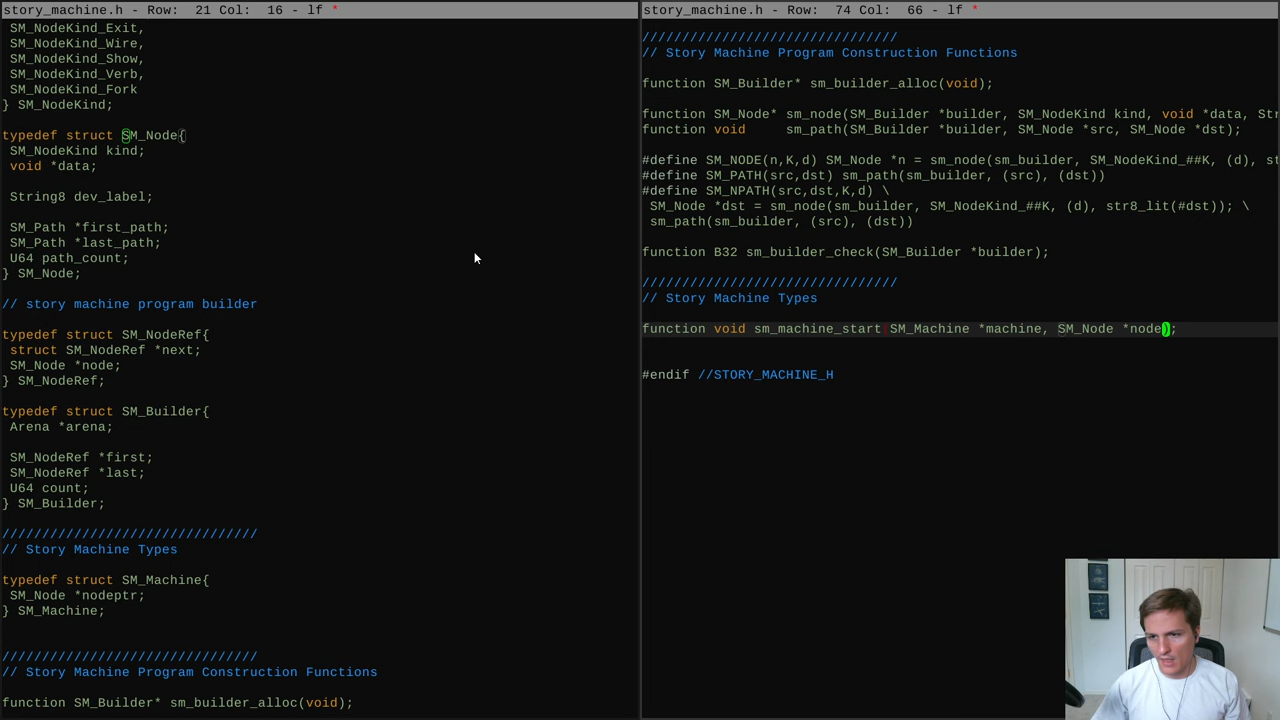 story_machine.h - Row:  21 Col:  16 - lf *
SM_NodeKind_Exit,
SM_NodeKind_Wire,
SM_NodeKind_Show,
SM_NodeKind_Verb,
SM_NodeKind_Fork
} SM_NodeKind;
typedef struct SM_Node{
SM_NodeKind kind;
void *data;
String8 dev_label;
SM_Path *first_path;
SM_Path *last_path;
U64 path_count;
} SM_Node;
// story machine program builder
typedef struct SM_NodeRef{
struct SM_NodeRef *next;
SM_Node *node;
} SM_NodeRef;
typedef struct SM_Builder{
Arena *arena;
SM_NodeRef *first;
SM_NodeRef *last;
U64 count;
} SM_Builder;
////////////////////////////////
// Story Machine Types
typedef struct SM_Machine{
SM_Node *nodeptr;
} SM_Machine;
////////////////////////////////
// Story Machine Program Construction Functions
function SM_Builder* sm_builder_alloc(void);
story_machine.h - Row:  74 Col:  66 - lf *
////////////////////////////////
// Story Machine Program Construction Functions
function SM_Builder* sm_builder_alloc(void);
function SM_Node* sm_node(SM_Builder *builder, SM_NodeKind kind, void *data, Str
function void     sm_path(SM_Builder *builder, SM_Node *src, SM_Node *dst);
#define SM_NODE(n,K,d) SM_Node *n = sm_node(sm_builder, SM_NodeKind_##K, (d), st
#define SM_PATH(src,dst) sm_path(sm_builder, (src), (dst))
#define SM_NPATH(src,dst,K,d) \
SM_Node *dst = sm_node(sm_builder, SM_NodeKind_##K, (d), str8_lit(#dst)); \
sm_path(sm_builder, (src), (dst))
function B32 sm_builder_check(SM_Builder *builder);
////////////////////////////////
// Story Machine Types
function void sm_machine_start(SM_Machine *machine, SM_Node *node);
#endif //STORY_MACHINE_H